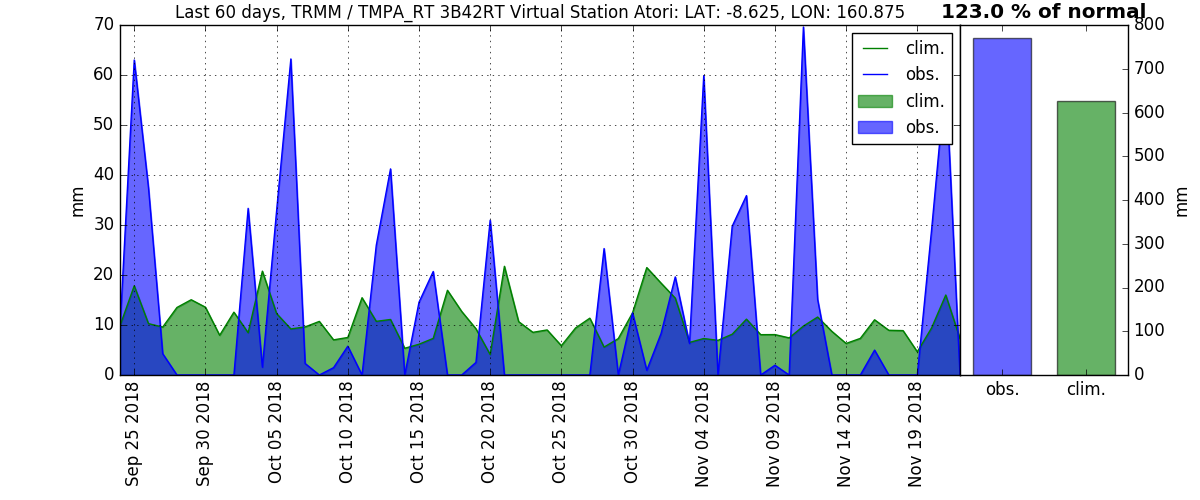 Last 60 days, TRMM / TMPA_RT 3B42RT Virtual Station Atori: LAT: -8.625, LON: 160.875
123.0 % of normal
70
60
50
40
30
20
10
0
mm
clim.
obs.
clim.
obs.
800
700
600
500
400
300
200
100
0
mm
Sep 25 2018
Sep 30 2018
Oct 05 2018
Oct 10 2018
Oct 15 2018
Oct 20 2018
Oct 25 2018
Oct 30 2018
Nov 04 2018
Nov 09 2018
Nov 14 2018
Nov 19 2018
obs.
clim.